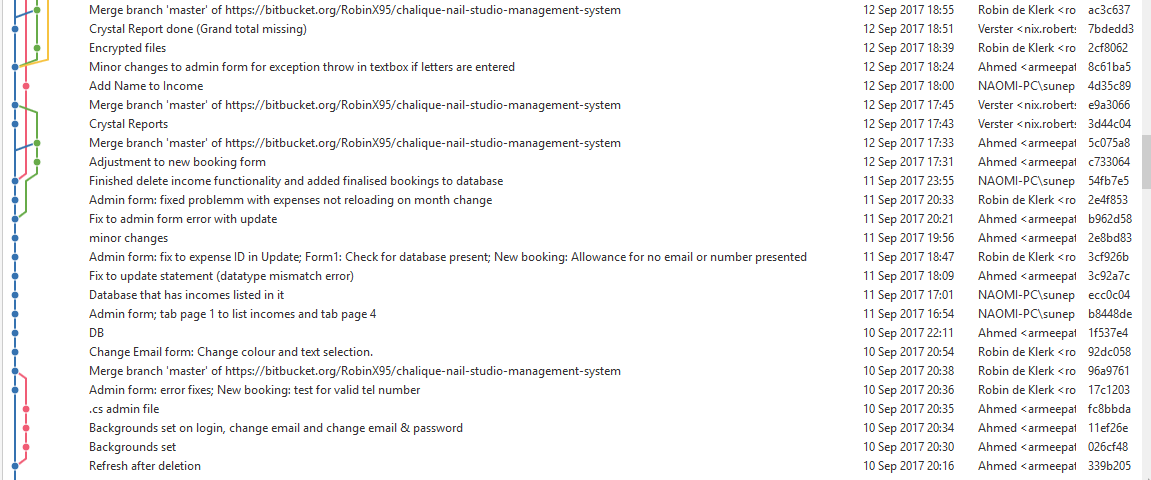 Merge branch 'master' of https://bitbucket.org/RobinX95/chalique-nail-studio-management-system 12 Sep 2017 18:55 Robin de Klerk <ro ac3c637
Crystal Report done (Grand total missing) 12 Sep 2017 18:51 Verster <nix.roberts 7bdedd3
Encrypted files 12 Sep 2017 18:39 Robin de Klerk <ro 2cf8062
Minor changes to admin form for exception throw in textbox if letters are entered 12 Sep 2017 18:24 Ahmed <armeepat 8c61ba5
Add Name to Income 12 Sep 2017 18:00 NAOMI-PC\sunep 4d35c89
Merge branch 'master' of https://bitbucket.org/RobinX95/chalique-nail-studio-management-system 12 Sep 2017 17:45 Verster <nix.roberts e9a3066
Crystal Reports 12 Sep 2017 17:43 Verster <nix.roberts 3d44c04
Merge branch 'master' of https://bitbucket.org/RobinX95/chalique-nail-studio-management-system 12 Sep 2017 17:33 Ahmed <armeepat 5c075a8
Adjustment to new booking form 12 Sep 2017 17:31 Ahmed <armeepat c733064
Finished delete income functionality and added finalised bookings to database 11 Sep 2017 23:55 NAOMI-PC\sunep 54fb7e5
Admin form: fixed problemm with expenses not reloading on month change 11 Sep 2017 20:33 Robin de Klerk <ro 2e4f853
Fix to admin form error with update 11 Sep 2017 20:21 Ahmed <armeepat b962d58
minor changes 11 Sep 2017 19:56 Ahmed <armeepat 2e8bd83
Admin form: fix to expense ID in Update; Form1: Check for database present; New booking: Allowance for no email or number presented 11 Sep 2017 18:47 Robin de Klerk <ro 3cf926b
Fix to update statement (datatype mismatch error) 11 Sep 2017 18:09 Ahmed <armeepat 3c92a7c
Database that has incomes listed in it 11 Sep 2017 17:01 NAOMI-PC\sunep ecc0c04
Admin form; tab page 1 to list incomes and tab page 4 11 Sep 2017 16:54 NAOMI-PC\sunep b8448de
DB 10 Sep 2017 22:11 Ahmed <armeepat 1f537e4
Change Email form: Change colour and text selection. 10 Sep 2017 20:54 Robin de Klerk <ro 92dc058
Merge branch 'master' of https://bitbucket.org/RobinX95/chalique-nail-studio-management-system 10 Sep 2017 20:38 Robin de Klerk <ro 96a9761
Admin form: error fixes; New booking: test for valid tel number 10 Sep 2017 20:36 Robin de Klerk <ro 17c1203
.cs admin file 10 Sep 2017 20:35 Ahmed <armeepat fc8bbda
Backgrounds set on login, change email and change email & password 10 Sep 2017 20:34 Ahmed <armeepat 11ef26e
Backgrounds set 10 Sep 2017 20:30 Ahmed <armeepat 026cf48
Refresh after deletion 10 Sep 2017 20:16 Ahmed <armeepat 339b205